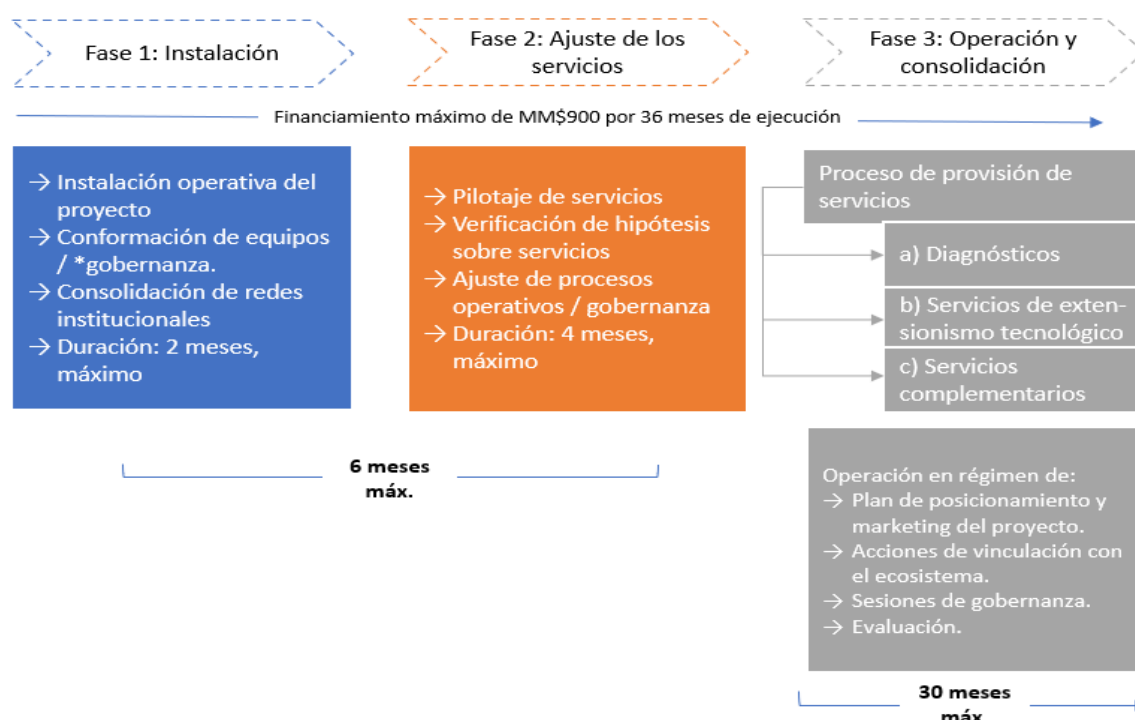 Fase 1: Instalación
Fase 2: Ajuste de los
servicios
Fase 3: Operación y
consolidación
Financiamiento máximo de MM$900 por 36 meses de ejecución
→ Instalación operativa del
proyecto
→ Conformación de equipos
/ *gobernanza.
→ Consolidación de redes
institucionales
→ Duración: 2 meses,
máximo
→ Pilotaje de servicios
→ Verificación de hipótesis
sobre servicios
→ Ajuste de procesos
operativos / gobernanza
→ Duración: 4 meses,
máximo
Proceso de provisión de
servicios
a) Diagnósticos
b) Servicios de exten-
sionismo tecnológico
c) Servicios
complementarios
6 meses
máx.
Operación en régimen de:
→ Plan de posicionamiento y
marketing del proyecto.
→ Acciones de vinculación con
el ecosistema.
→ Sesiones de gobernanza.
→ Evaluación.
30 meses
máx